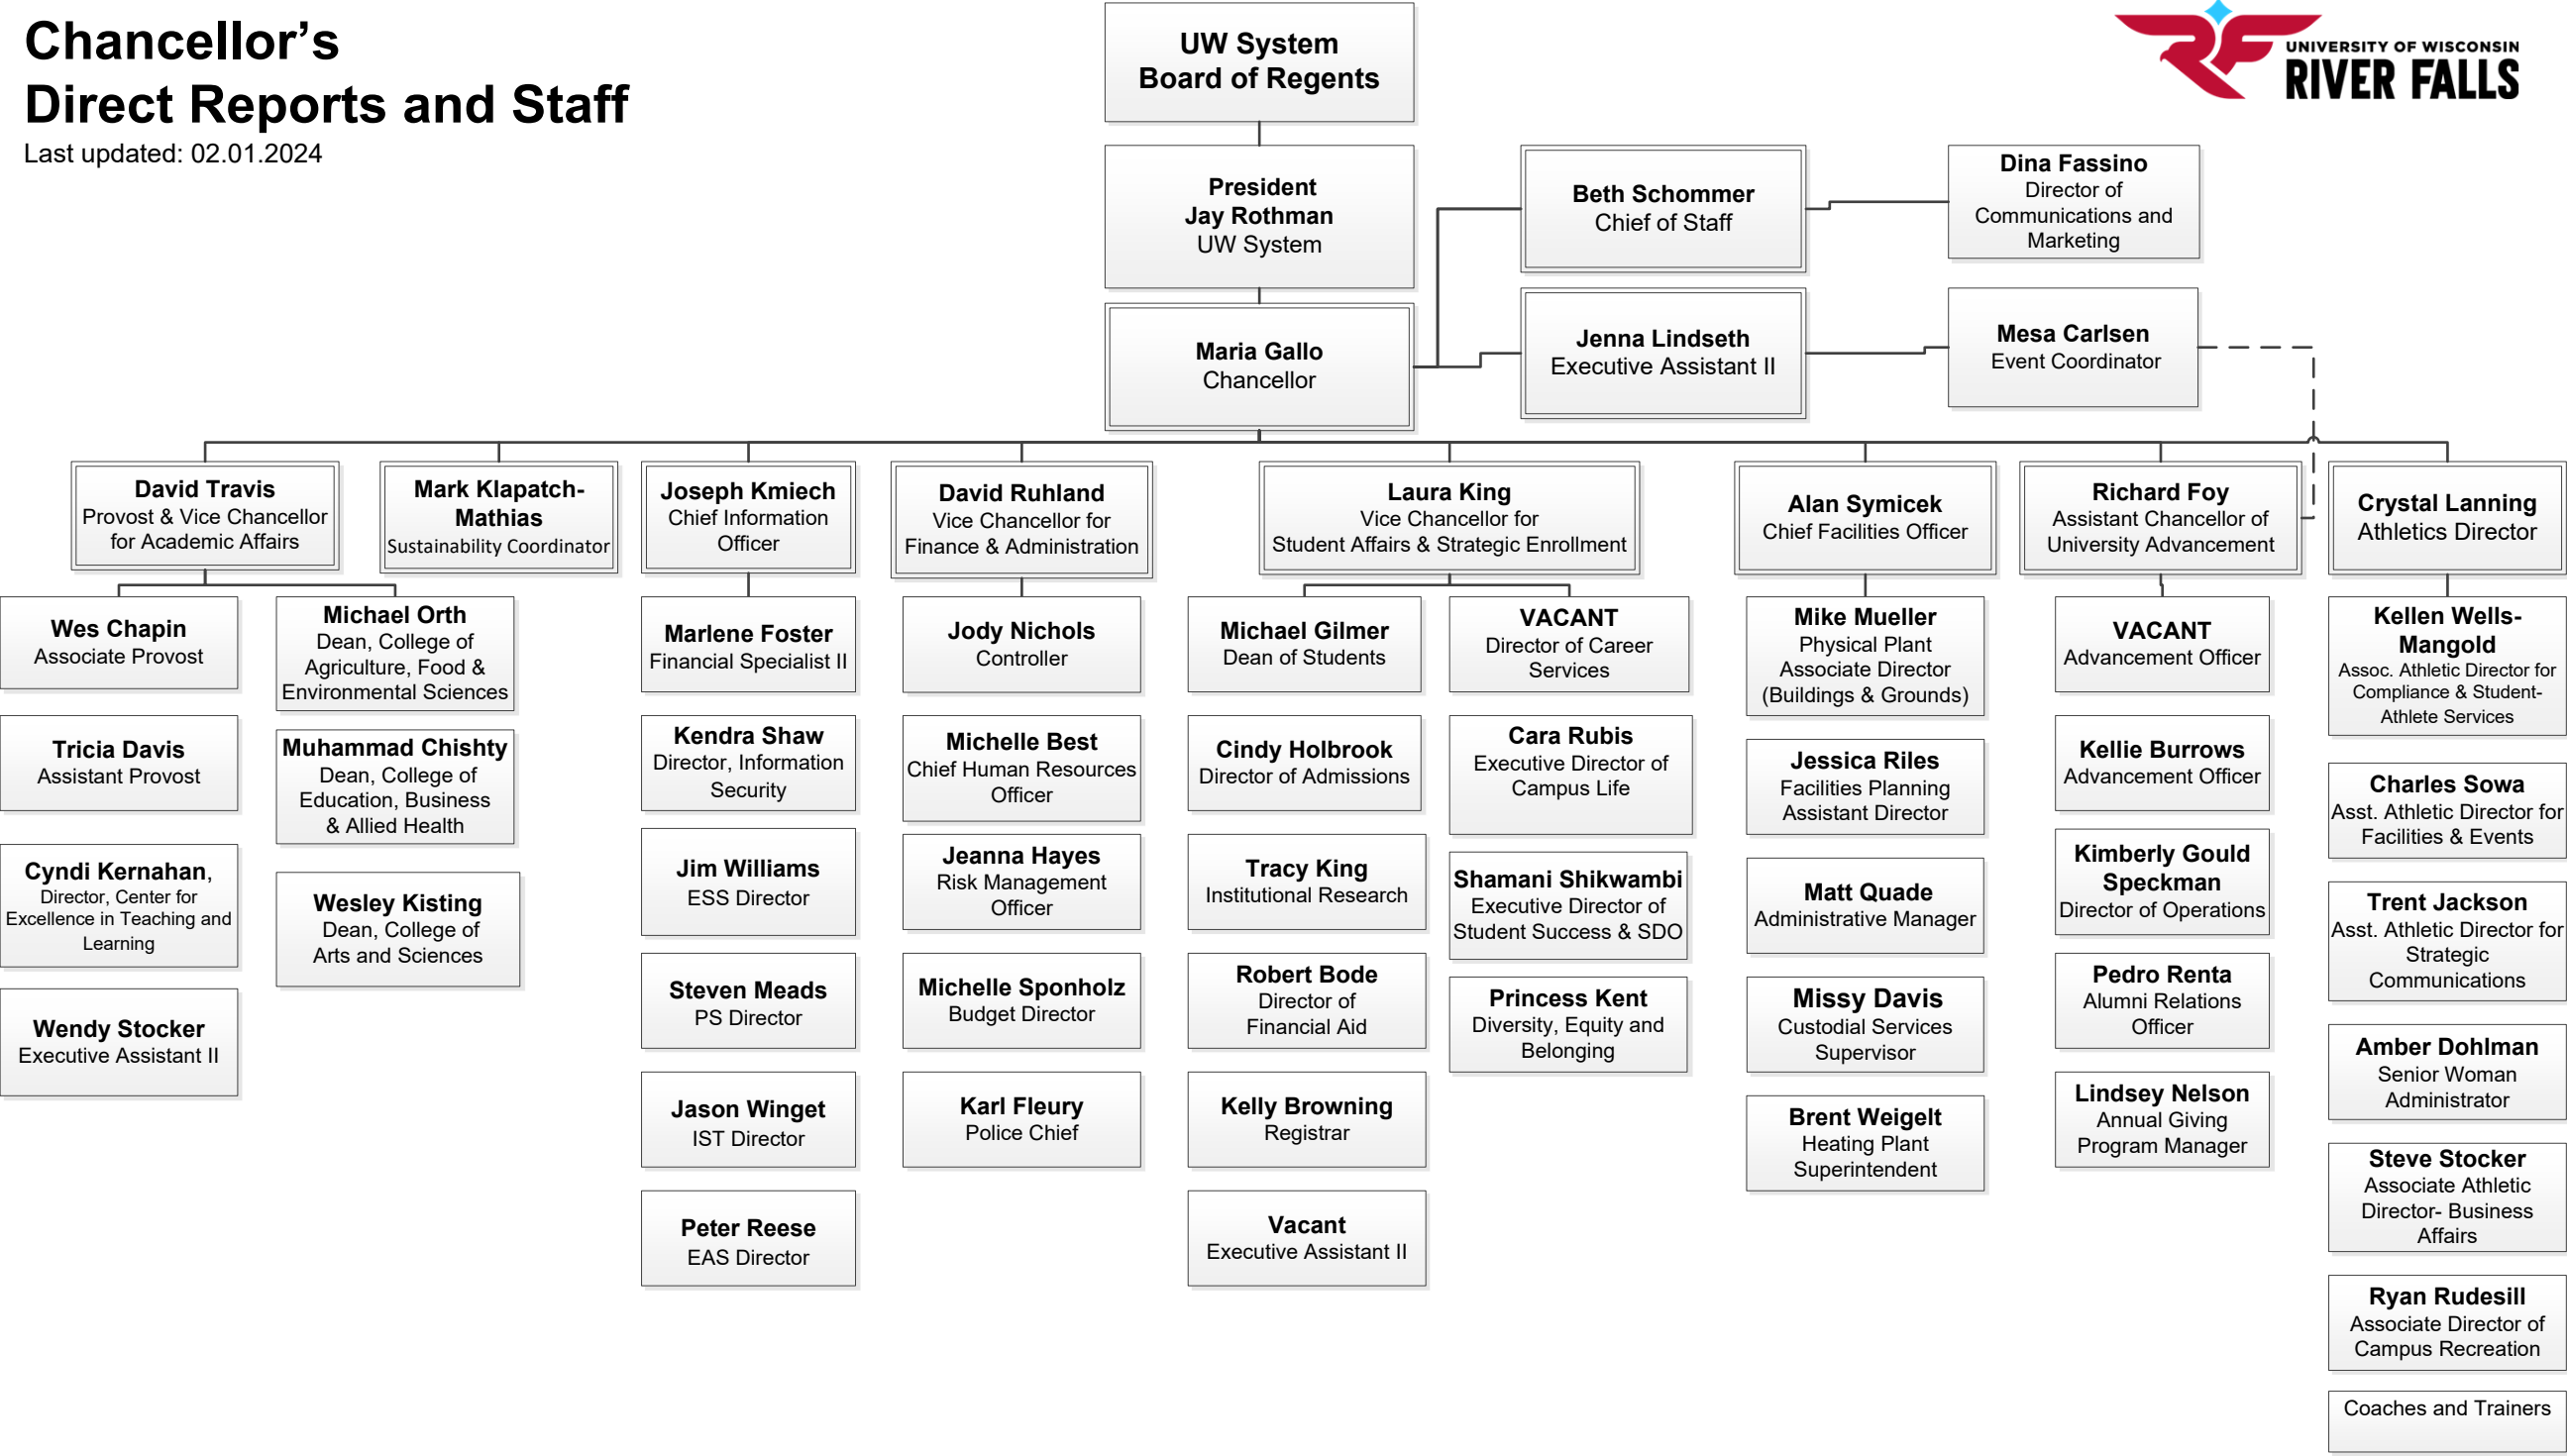 Chancellor’s
Direct Reports and Staff
Last updated: 02.01.2024
UW System
Board of Regents
UNIVERSITY OF WISCONSIN
RIVER FALLS
President
Jay Rothman
UW System
Beth Schommer
Chief of Staff
Dina Fassino
Director of
Communications and
Marketing
Maria Gallo
Chancellor
Jenna Lindseth
Executive Assistant II
Mesa Carlsen
Event Coordinator
David Travis
Provost & Vice Chancellor
for Academic Affairs
Mark Klapatch-
Mathias
Sustainability Coordinator
Joseph Kmiech
Chief Information
Officer
David Ruhland
Vice Chancellor for
Finance & Administration
Laura King
Vice Chancellor for
Student Affairs & Strategic Enrollment
Alan Symicek
Chief Facilities Officer
Richard Foy
Assistant Chancellor of
University Advancement
Crystal Lanning
Athletics Director
Wes Chapin
Associate Provost
Tricia Davis
Assistant Provost
Cyndi Kernahan,
Director, Center for
Excellence in Teaching and
Learning
Wendy Stocker
Executive Assistant II
Michael Orth
Dean, College of
Agriculture, Food &
Environmental Sciences
Muhammad Chishty
Dean, College of
Education, Business
& Allied Health
Wesley Kisting
Dean, College of
Arts and Sciences
Marlene Foster
Financial Specialist II
Kendra Shaw
Director, Information
Security
Jim Williams
ESS Director
Steven Meads
PS Director
Jason Winget
IST Director
Peter Reese
EAS Director
Jody Nichols
Controller
Michelle Best
Chief Human Resources
Officer
Jeanna Hayes
Risk Management
Officer
Michelle Sponholz
Budget Director
Karl Fleury
Police Chief
Michael Gilmer
Dean of Students
Cindy Holbrook
Director of Admissions
Tracy King
Institutional Research
Robert Bode
Director of
Financial Aid
Kelly Browning
Registrar
Vacant
Executive Assistant II
VACANT
Director of Career
Services
Cara Rubis
Executive Director of
Campus Life
Shamani Shikwambi
Executive Director of
Student Success & SDO
Princess Kent
Diversity, Equity and
Belonging
Mike Mueller
Physical Plant
Associate Director
(Buildings & Grounds)
Jessica Riles
Facilities Planning
Assistant Director
Matt Quade
Administrative Manager
Missy Davis
Custodial Services
Supervisor
Brent Weigelt
Heating Plant
Superintendent
VACANT
Advancement Officer
Kellie Burrows
Advancement Officer
Kimberly Gould
Speckman
Director of Operations
Pedro Renta
Alumni Relations
Officer
Lindsey Nelson
Annual Giving
Program Manager
Kellen Wells-
Mangold
Assoc. Athletic Director for
Compliance & Student-
Athlete Services
Charles Sowa
Asst. Athletic Director for
Facilities & Events
Trent Jackson
Asst. Athletic Director for
Strategic
Communications
Amber Dohlman
Senior Woman
Administrator
Steve Stocker
Associate Athletic
Director- Business
Affairs
Ryan Rudesill
Associate Director of
Campus Recreation
Coaches and Trainers